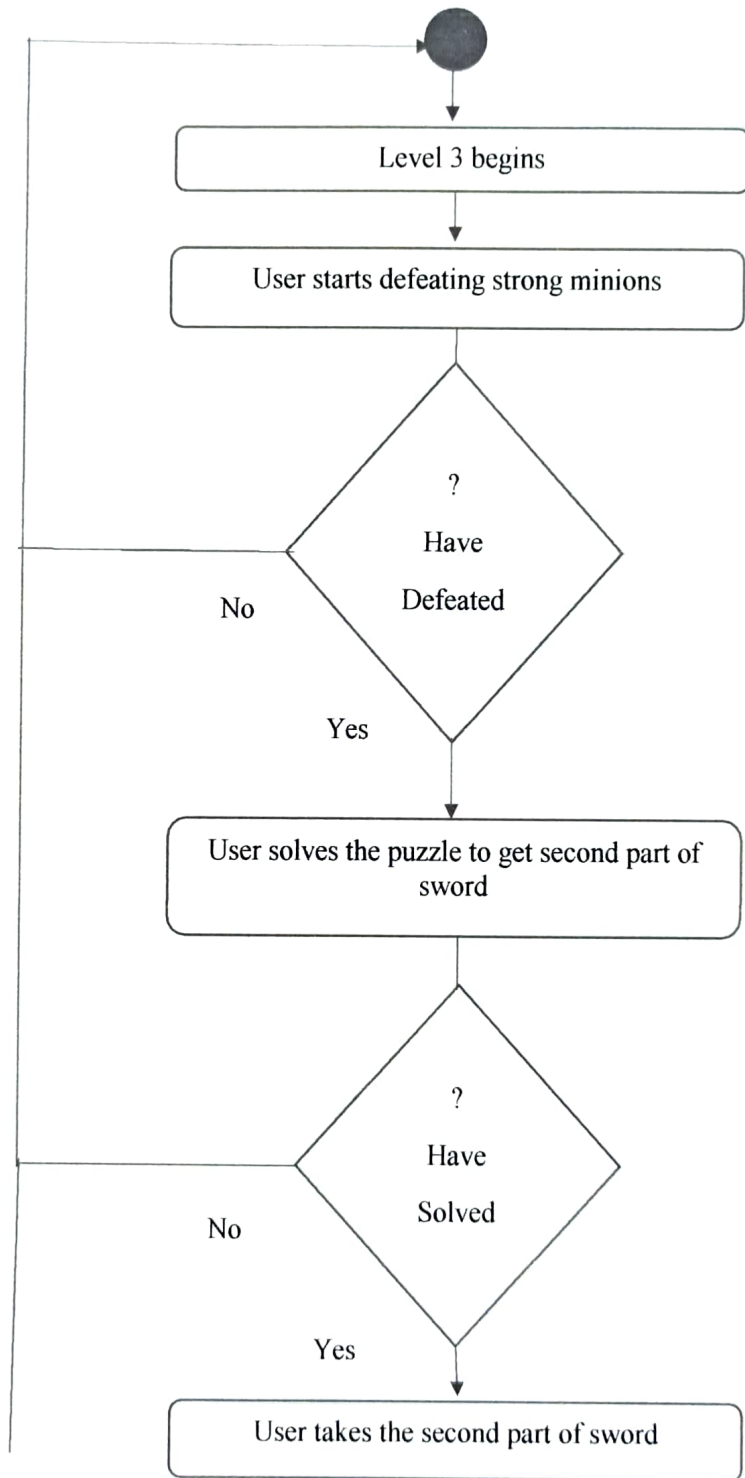 Level 3 begins
User starts defeating strong minions
?
Have
Defeated
No
Yes
User solves the puzzle to get second part of
sword
?
Have
Solved
No
Yes
User takes the second part of sword